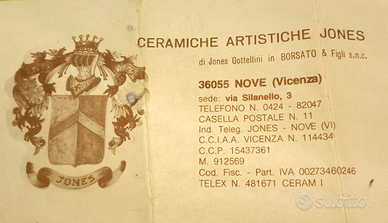 CERAMICHE ARTISTICHE JONES
di Jones Gottellini in BORSATO & Figli s.n.c.
36055 NOVE (Vicenza)
sede: via Silanello, 3
TELEFONO N. 0424 - 82047
CASELLA POSTALE N. 11
Ind. Teleg. JONES - NOVE (VI)
C.C.I.A.A. VICENZA N. 114434
C.C.P. 15437361
M. 912569
Cod. Fisc. - Part. IVA 00273460246
TELEX N. 481671 CERAM I
JONES
subito